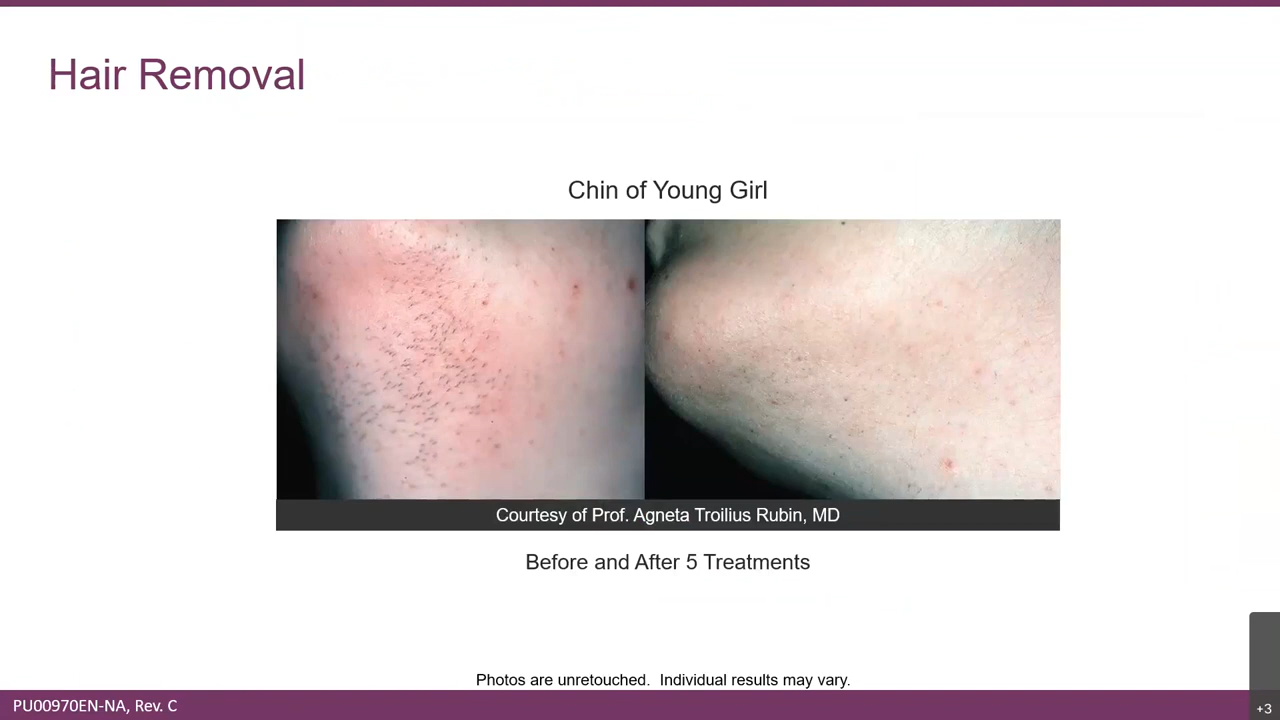 Hair Removal
Chin of Young Girl
Courtesy of Prof. Agneta Troilius Rubin, MD
Before and After 5 Treatments
Photos are unretouched.  Individual results may vary.
PU00970EN-NA, Rev. C
+3